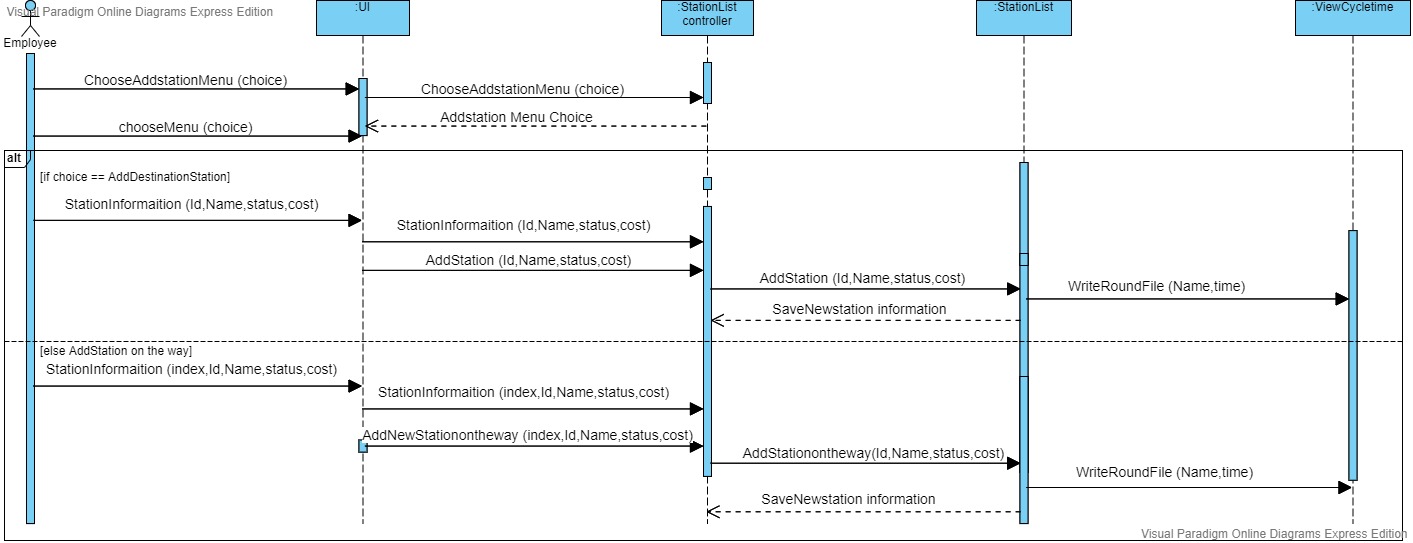 Visual Paradigm Online Diagrams Express Edition
Employee
:UI
:StationList
controller
:StationList
:ViewCycletime
ChooseAddstationMenu (choice)
ChooseAddstationMenu (choice)
Addstation Menu Choice
chooseMenu (choice)
alt
[if choice == AddDestinationStation]
StationInformaition (Id,Name,status,cost)
StationInformaition (Id,Name,status,cost)
AddStation (Id,Name,status,cost)
AddStation (Id,Name,status,cost)
WriteRoundFile (Name,time)
SaveNewstation information
[else AddStation on the way]
StationInformaition (index,Id,Name,status,cost)
StationInformaition (index,Id,Name,status,cost)
AddNewStationontheway (index,Id,Name,status,cost)
AddStationontheway(Id,Name,status,cost)
WriteRoundFile (Name,time)
SaveNewstation information
Visual Paradigm Online Diagrams Express Edition